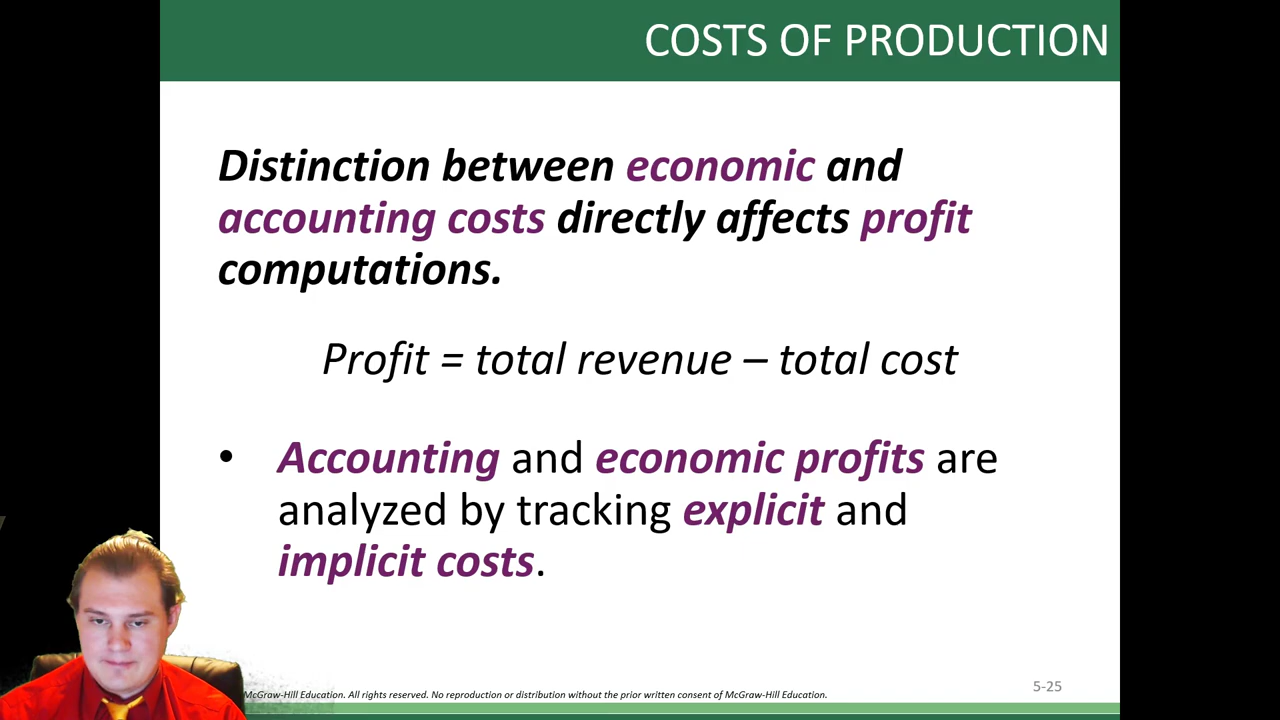 COSTS OF PRODUCTION
Distinction between economic and
accounting costs directly affects profit
computations.
Profit = total revenue – total cost
• Accounting and economic profits are
analyzed by tracking explicit and
implicit costs.
McGraw-Hill Education. All rights reserved. No reproduction or distribution without the prior written consent of McGraw-Hill Education.
5-25